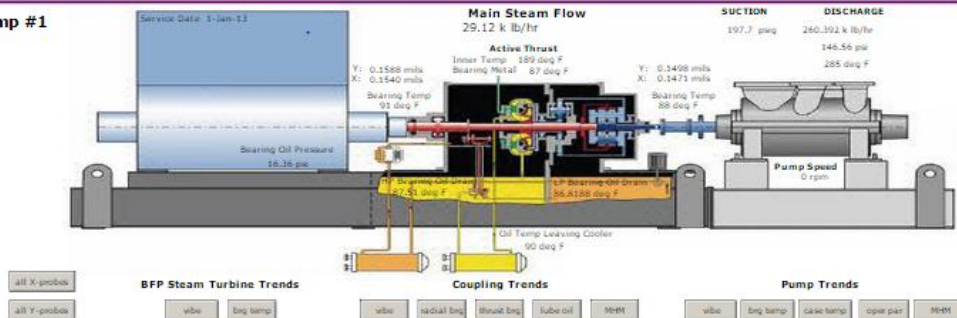 mp #1
Service Date 1-Jan-13
Main Steam Flow
29.12 k lb/hr
SUCTION
DISCHARGE
197.7 psig
260.392 k lb/hr
146.56 psi
285 deg F
Active Thrust
Inner Temp 189 deg F
Bearing Metal 87 deg F
Y: 0.1588 mils
X: 0.1540 mils
Bearing Temp
91 deg F
Y: 0.1498 mils
X: 0.1471 mils
Bearing Temp
88 deg F
Bearing Oil Pressure
16.36 psi
Pump Speed
0 rpm
Bearing Oil Drain
87.51 deg F
LP Bearing Oil Drain
86.8188 deg F
Oil Temp Leaving Cooler
90 deg F
all X-probes
all Y-probes
BFP Steam Turbine Trends
vibe
brg temp
Coupling Trends
vibe
radial brg
thrust brg
lube oil
MHM
Pump Trends
vibe
brg temp
case temp
oper par
MHM